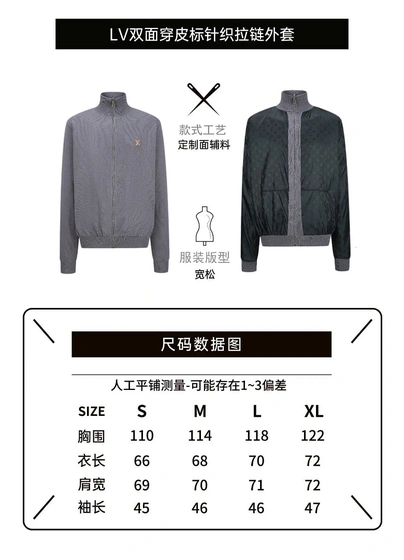 LV双面穿皮标针织拉链外套
款式工艺
定制面辅料
服装版型
宽松
尺码数据图
人工平铺测量-可能存在1~3偏差
SIZE S M L XL
胸围 110 114 118 122
衣长 66 68 70 72
肩宽 69 70 71 72
袖长 45 46 46 47